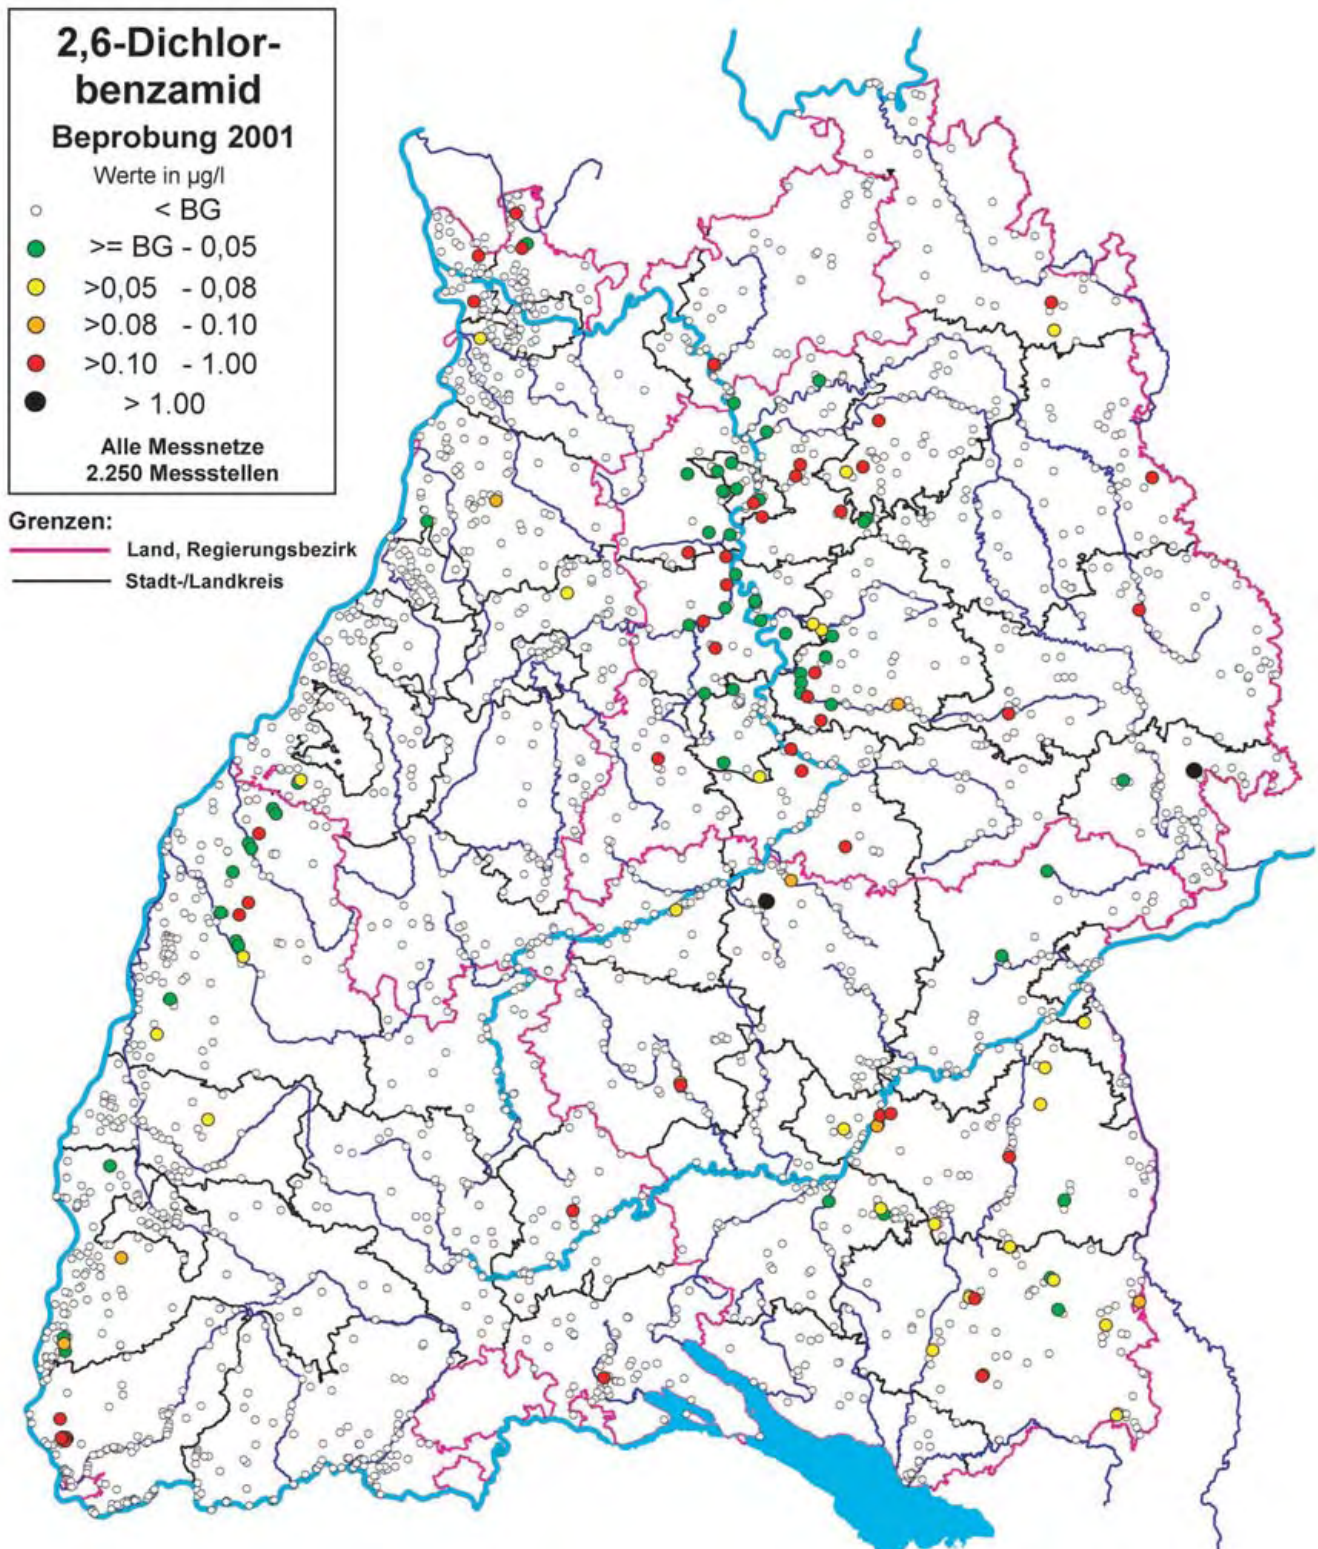 2,6-Dichlor-
benzamid
Beprobung 2001
Werte in µg/l
< BG
>= BG - 0,05
>0,05 - 0,08
>0.08 - 0.10
>0.10 - 1.00
> 1.00
Alle Messnetze
2.250 Messstellen
Grenzen:
Land, Regierungsbezirk
Stadt-/Landkreis